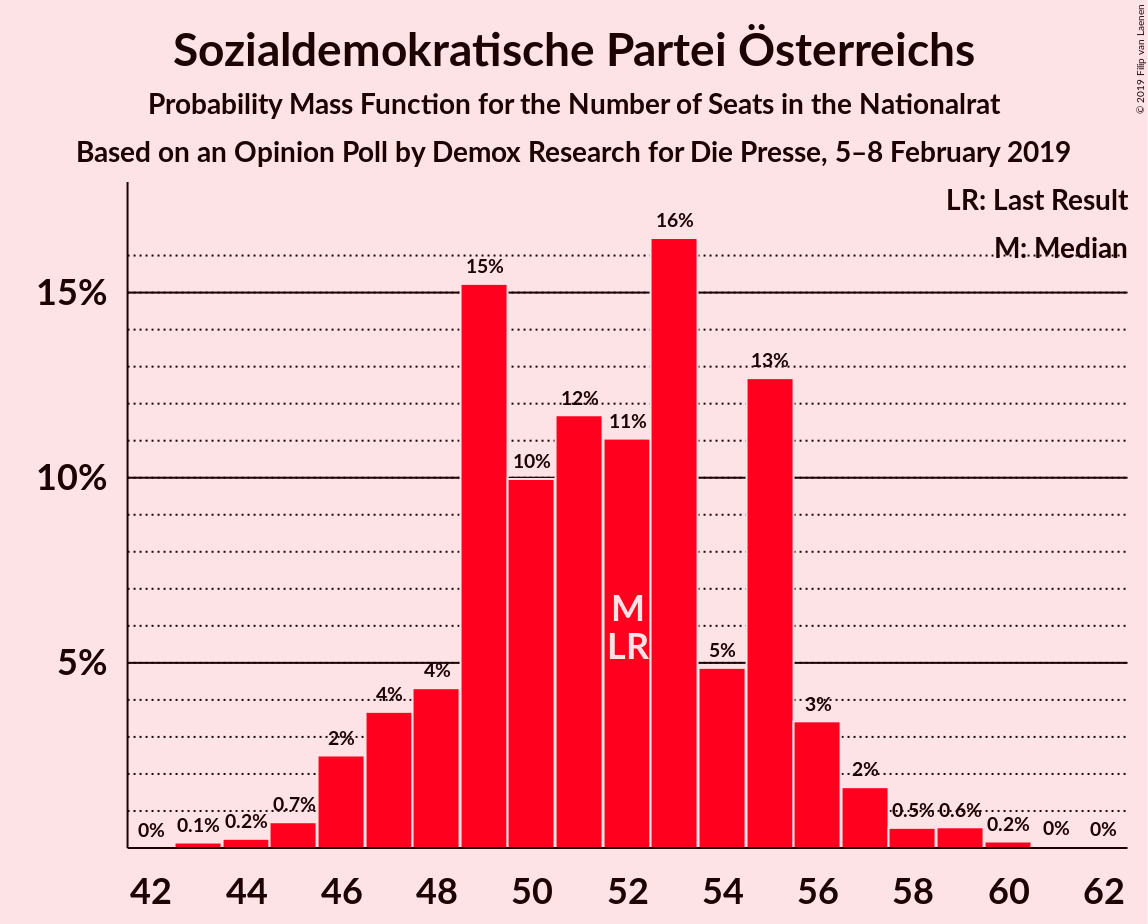 Sozialdemokratische Partei Österreichs
Probability Mass Function for the Number of Seats in the Nationalrat
Based on an Opinion Poll by Demox Research for Die Presse, 5–8 February 2019
© 2019 Filip van Laenen
LR: Last Result
M: Median
15%
10%
5%
0%
0.1%
0.2%
0.7%
2%
4%
4%
15%
10%
12%
11%
16%
5%
13%
3%
2%
0.5%
0.6%
0.2%
0%
0%
M
LR
42 44 46 48 50 52 54 56 58 60 62